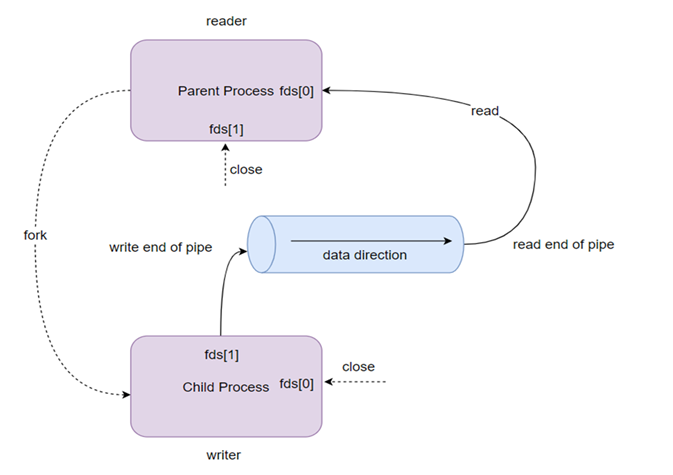 reader
Parent Process fds[0]
fds[1]
close
read
fork
write end of pipe
data direction
read end of pipe
fds[1]
Child Process fds[0]
close
writer